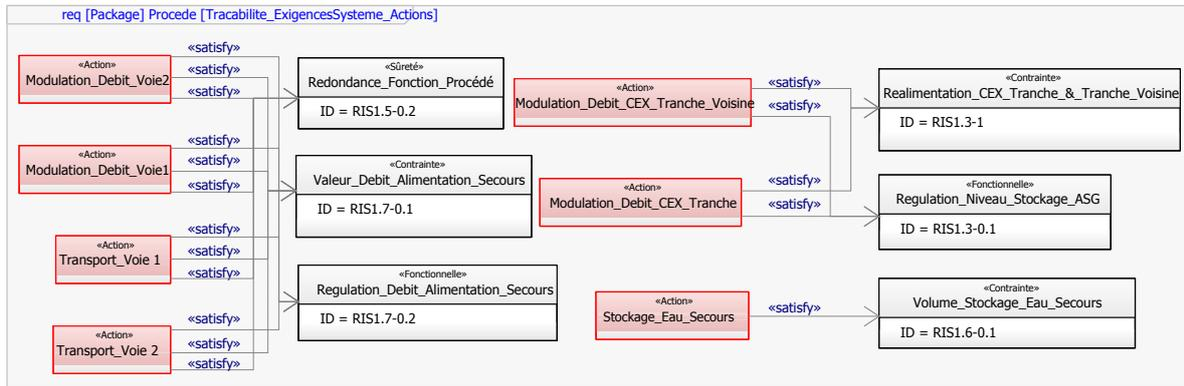 req [Package] Procede [Tracabilite_ExigencesSysteme_Actions]
«Action»
Modulation_Debit_Voie2
«satisfy»
«satisfy»
«satisfy»
«Action»
Modulation_Debit_Voie1
«satisfy»
«satisfy»
«satisfy»
«Action»
Transport_Voie 1
«satisfy»
«satisfy»
«satisfy»
«Action»
Transport_Voie 2
«satisfy»
«satisfy»
«satisfy»
«Sûreté»
Redondance_Fonction_Procédé
ID = RIS1.5-0.2
«Contrainte»
Valeur_Debit_Alimentation_Secours
ID = RIS1.7-0.1
«Fonctionnelle»
Regulation_Debit_Alimentation_Secours
ID = RIS1.7-0.2
«Action»
Modulation_Debit_CEX_Tranche_Voisine
«satisfy»
«satisfy»
«Action»
Modulation_Debit_CEX_Tranche
«satisfy»
«satisfy»
«Action»
Stockage_Eau_Secours
«satisfy»
«Contrainte»
Realimentation_CEX_Tranche_&_Tranche_Voisine
ID = RIS1.3-1
«Fonctionnelle»
Regulation_Niveau_Stockage_ASG
ID = RIS1.3-0.1
«Contrainte»
Volume_Stockage_Eau_Secours
ID = RIS1.6-0.1